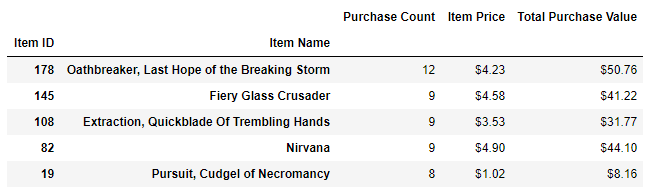 Purchase Count Item Price Total Purchase Value
Item ID Item Name
178 Oathbreaker, Last Hope of the Breaking Storm 12 $4.23 $50.76
145 Fiery Glass Crusader 9 $4.58 $41.22
108 Extraction, Quickblade Of Trembling Hands 9 $3.53 $31.77
82 Nirvana 9 $4.90 $44.10
19 Pursuit, Cudgel of Necromancy 8 $1.02 $8.16